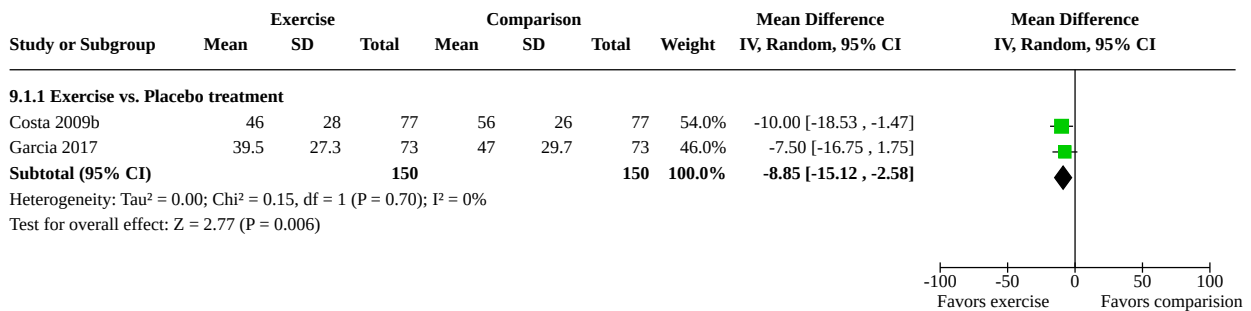 Exercise Comparison Mean Difference Mean Difference
Study or Subgroup Mean SD Total Mean SD Total Weight IV, Random, 95% CI IV, Random, 95% CI
9.1.1 Exercise vs. Placebo treatment
Costa 2009b 46 28 77 56 26 77 54.0% -10.00 [-18.53 , -1.47]
Garcia 2017 39.5 27.3 73 47 29.7 73 46.0% -7.50 [-16.75 , 1.75]
Subtotal (95% CI) 150 150 100.0% -8.85 [-15.12 , -2.58]
Heterogeneity: Tau² = 0.00; Chi² = 0.15, df = 1 (P = 0.70); I² = 0%
Test for overall effect: Z = 2.77 (P = 0.006)
-100 -50 0 50 100
Favors exercise Favors comparision